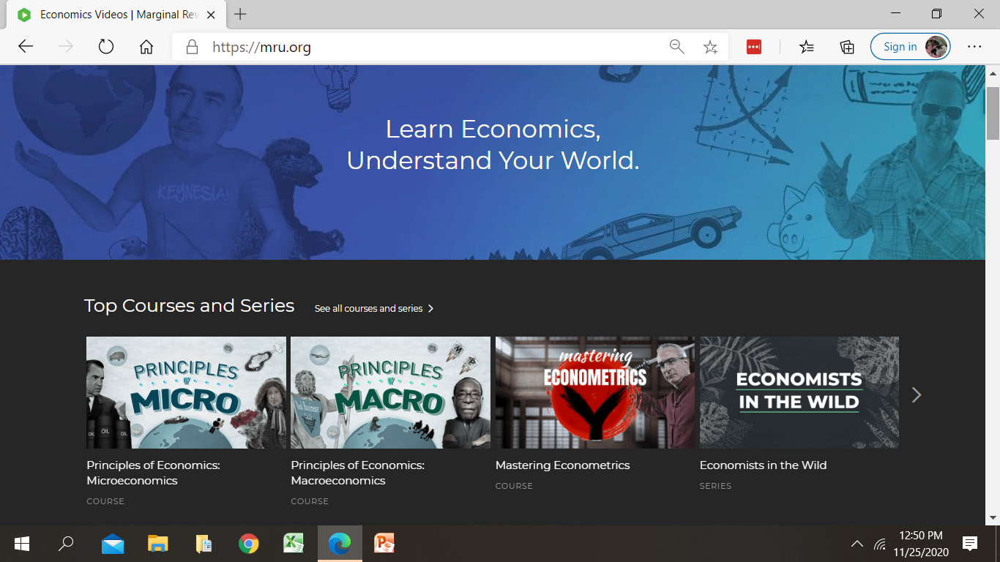 Economics Videos | Marginal Rev
https://mru.org
Sign in
Learn Economics,
Understand Your World.
KEYNESIAN
Top Courses and Series
See all courses and series
PRINCIPLES
OF
MICRO
OIL
OIL
OIL
PRINCIPLES
OF
MACRO
mastering
ECONOMETRICS
ECONOMISTS
IN THE WILD
Principles of Economics:
Microeconomics
COURSE
Principles of Economics:
Macroeconomics
COURSE
Mastering Econometrics
COURSE
Economists in the Wild
SERIES
12:50 PM
11/25/2020